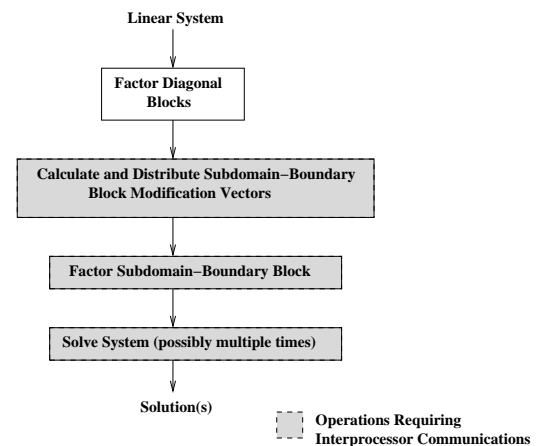 Linear System
Factor Diagonal
Blocks
Calculate and Distribute Subdomain−Boundary
Block Modification Vectors
Factor Subdomain−Boundary Block
Solve System (possibly multiple times)
Solution(s)
Operations Requiring
Interprocessor Communications